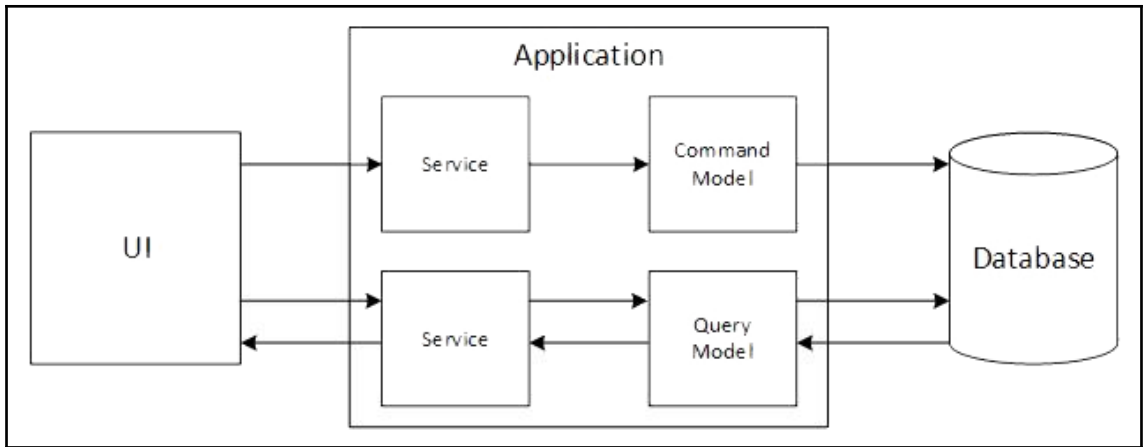 Application
UI
Service
Command
Model
Database
Service
Query
Model